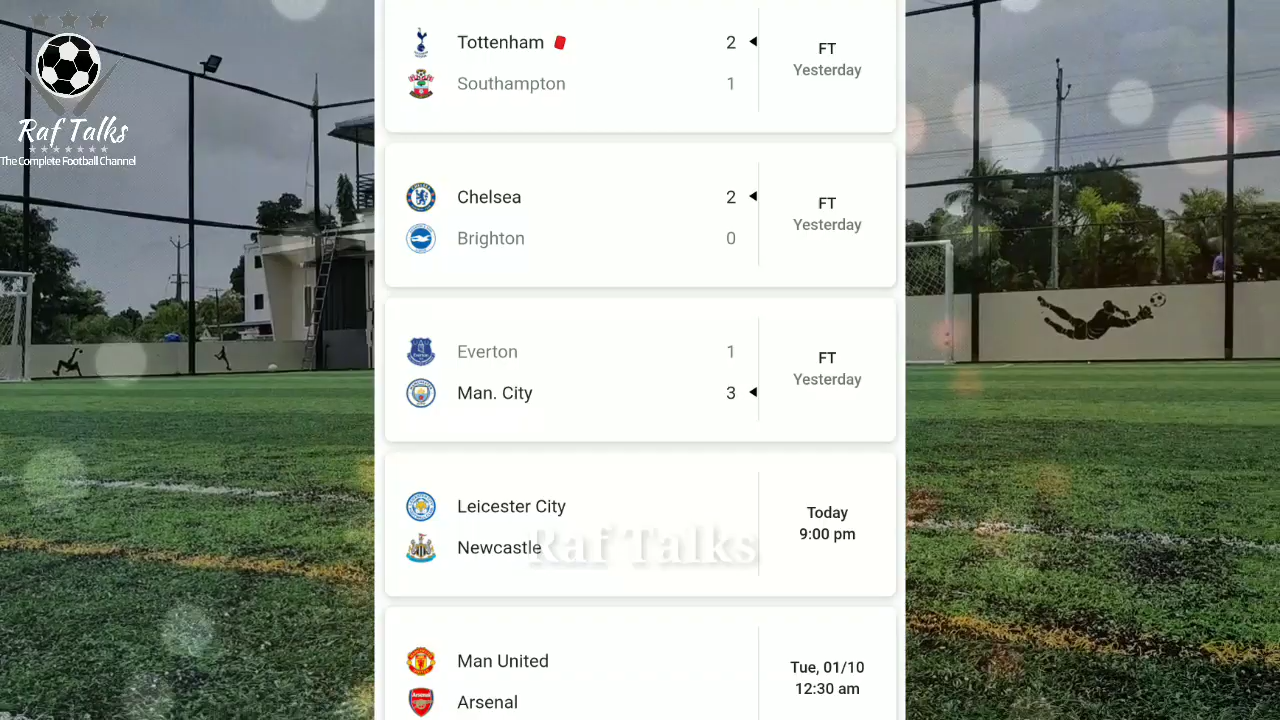 Raf Talks
The Complete Football Channel
Tottenham 2
Southampton 1
FT
Yesterday
Chelsea 2
Brighton 0
FT
Yesterday
Everton 1
Man. City 3
FT
Yesterday
Leicester City
Newcastle
Today
9:00 pm
Raf Talks
Man United
Arsenal
Tue, 01/10
12:30 am